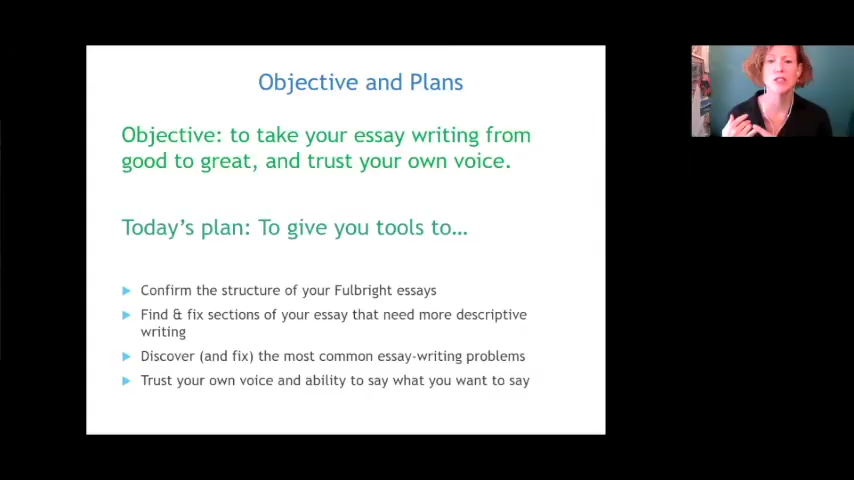 Objective and Plans
Objective: to take your essay writing from
good to great, and trust your own voice.
Today's plan: To give you tools to...
Confirm the structure of your Fulbright essays
Find & fix sections of your essay that need more descriptive
writing
Discover (and fix) the most common essay-writing problems
Trust your own voice and ability to say what you want to say